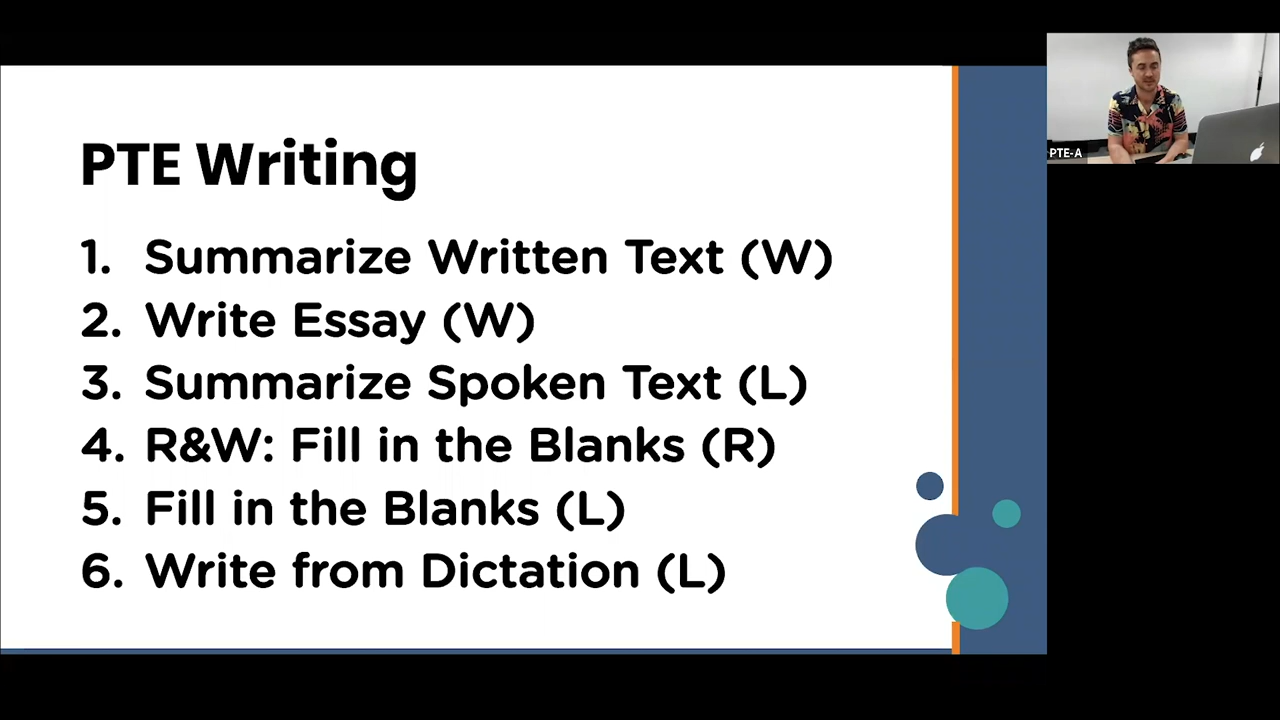 PTE Writing
1. Summarize Written Text (W)
2. Write Essay (W)
3. Summarize Spoken Text (L)
4. R&W: Fill in the Blanks (R)
5. Fill in the Blanks (L)
6. Write from Dictation (L)
PTE-A